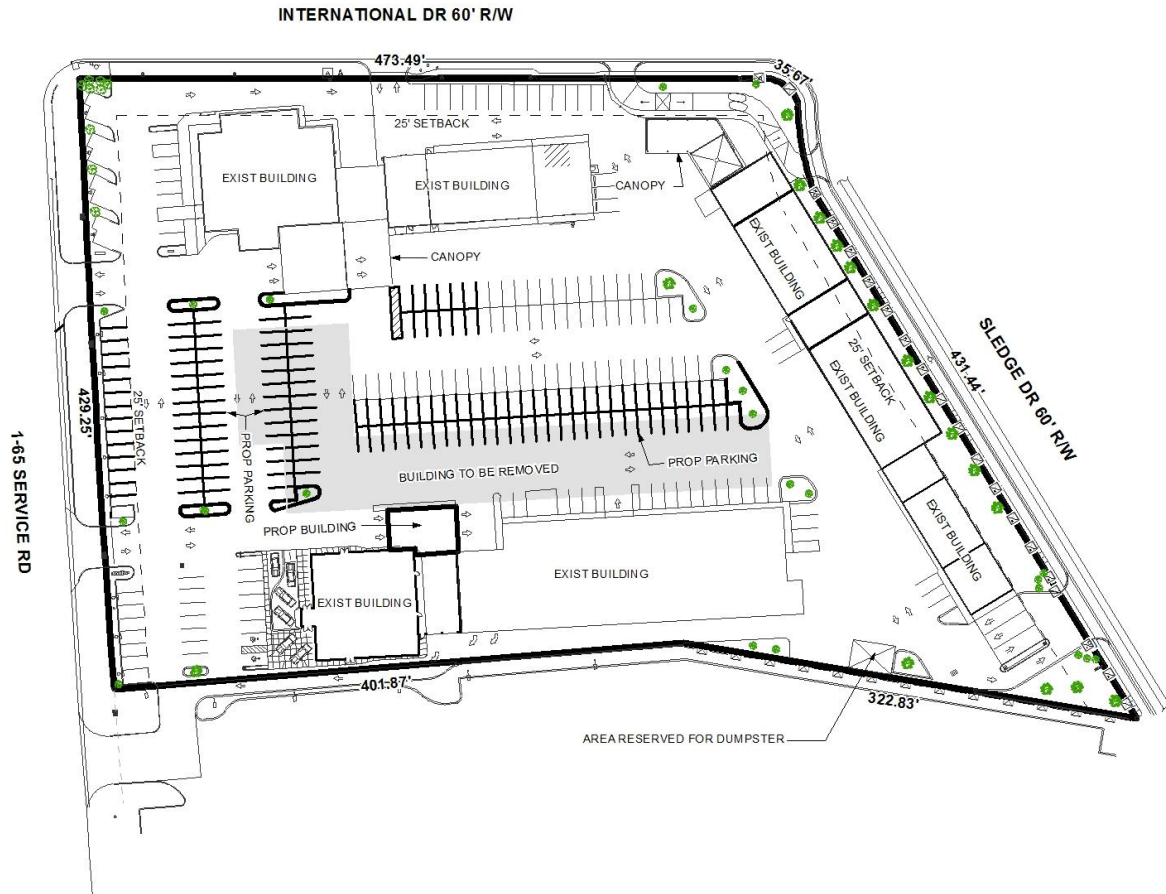 INTERNATIONAL DR 60' R/W
473.49'
35.67'
A
25' SETBACK
EXIST BUILDING
EXIST BUILDING
CANOPY
CANOPY
EXIST BUILDING
SLEDGE DR 60' R/W
431.44'
25' SETBACK
EXIST BUILDING
429.25'
25' SETBACK
1-65 SERVICE RD
PROP PARKING
BUILDING TO BE REMOVED
PROP PARKING
PROP BUILDING
EXIST BUILDING
EXIST BUILDING
EXIST BUILDING
401.87'
322.83'
AREA RESERVED FOR DUMPSTER